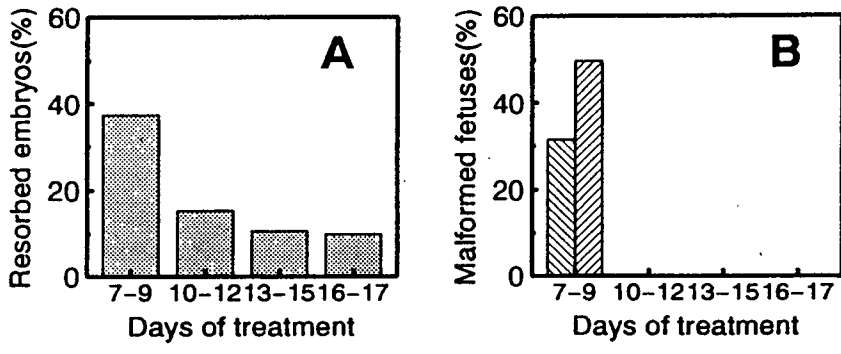 A
Resorbed embryos(%)
60
40
20
0
7–9 10–12 13–15 16–17
Days of treatment
B
Malformed fetuses(%)
60
40
20
0
7–9 10–12 13–15 16–17
Days of treatment